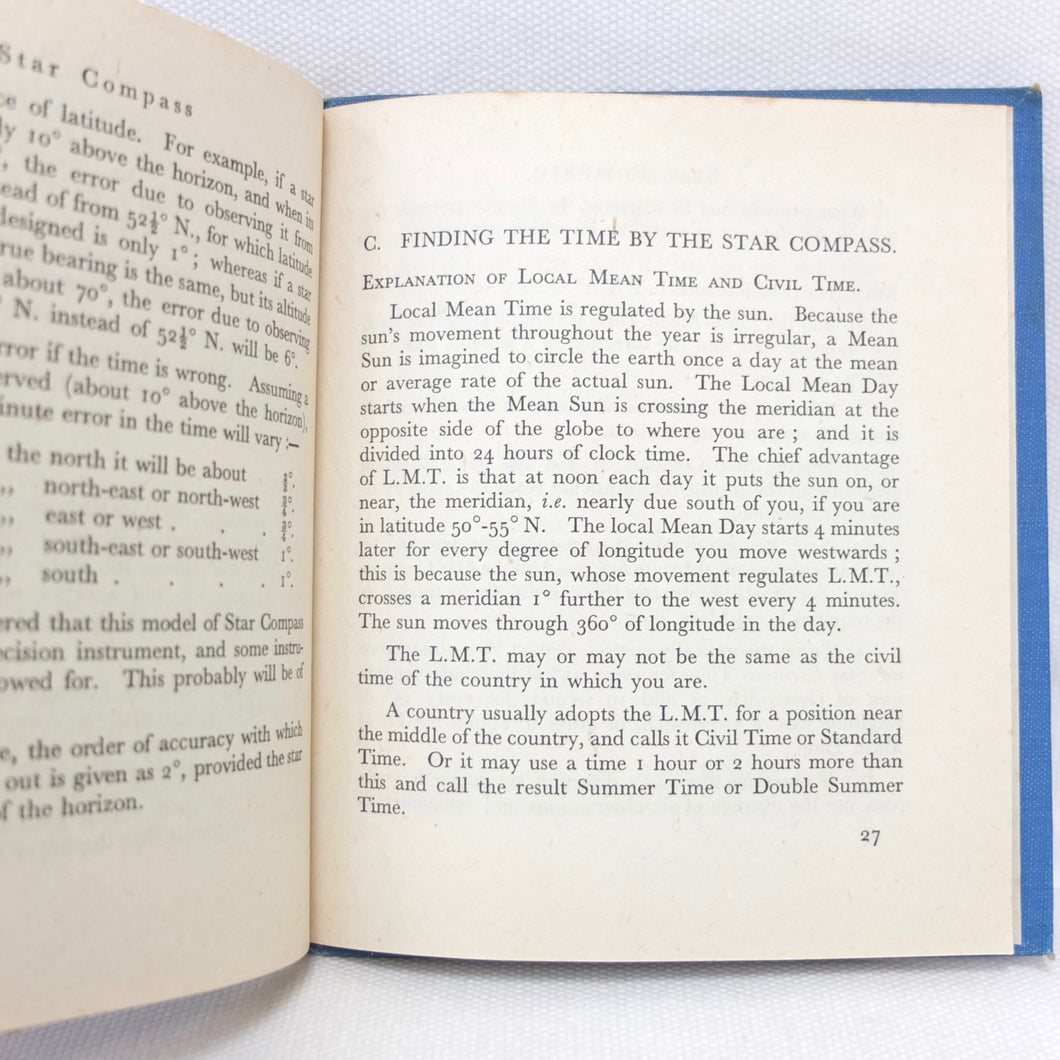 Star Compass
of latitude. For example, if a star
10° above the horizon, and when its
the error due to observing it from
of from 52½° N., for which latitude
designed is only 1°; whereas if a star
bearing is the same, but its altitude
about 70°, the error due to observing
N. instead of 52½° N. will be 6°.
if the time is wrong. Assuming a
(about 10° above the horizon),
error in the time will vary :—
the north it will be about
,, north-east or north-west ¾°.
,, east or west . . . ¾°.
,, south-east or south-west 1°.
,, south . . . . 1°.
that this model of Star Compass
instrument, and some instru-
for. This probably will be of
the order of accuracy with which
out is given as 2°, provided the star
of the horizon.
C. FINDING THE TIME BY THE STAR COMPASS.
Explanation of Local Mean Time and Civil Time.
Local Mean Time is regulated by the sun. Because the
sun's movement throughout the year is irregular, a Mean
Sun is imagined to circle the earth once a day at the mean
or average rate of the actual sun. The Local Mean Day
starts when the Mean Sun is crossing the meridian at the
opposite side of the globe to where you are ; and it is
divided into 24 hours of clock time. The chief advantage
of L.M.T. is that at noon each day it puts the sun on, or
near, the meridian, i.e. nearly due south of you, if you are
in latitude 50°-55° N. The local Mean Day starts 4 minutes
later for every degree of longitude you move westwards ;
this is because the sun, whose movement regulates L.M.T.,
crosses a meridian 1° further to the west every 4 minutes.
The sun moves through 360° of longitude in the day.
The L.M.T. may or may not be the same as the civil
time of the country in which you are.
A country usually adopts the L.M.T. for a position near
the middle of the country, and calls it Civil Time or Standard
Time. Or it may use a time 1 hour or 2 hours more than
this and call the result Summer Time or Double Summer
Time.
27